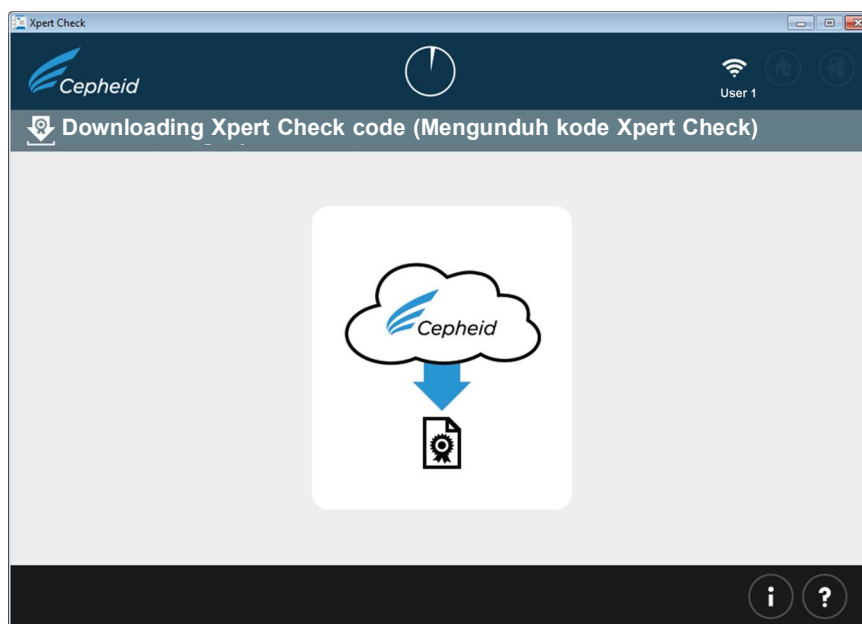 Xpert Check
Cepheid
User 1
Downloading Xpert Check code (Mengunduh kode Xpert Check)
Cepheid
i ?